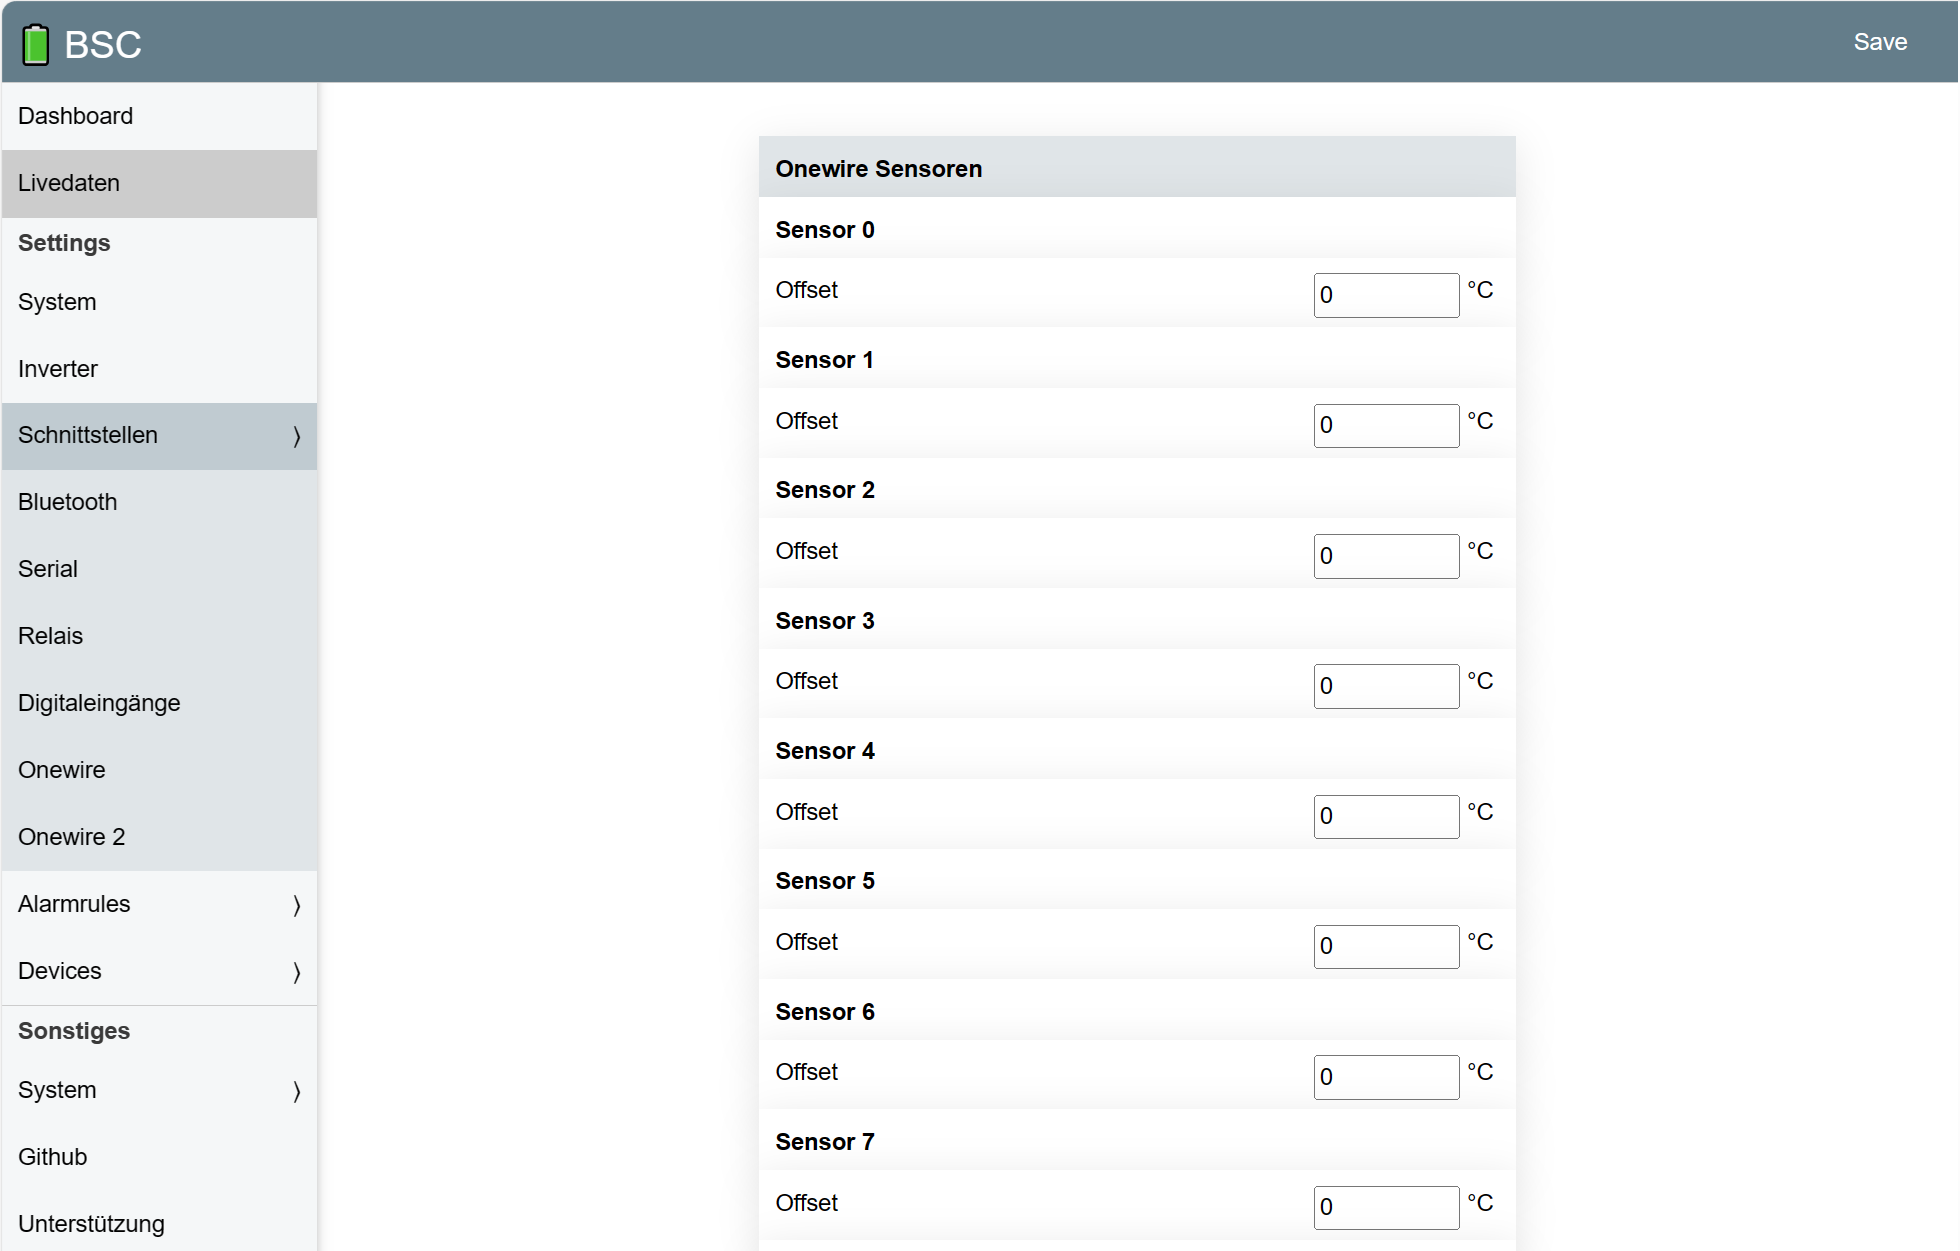 BSC
Save
Dashboard
Livedaten
Settings
System
Inverter
Schnittstellen ⟩
Bluetooth
Serial
Relais
Digitaleingänge
Onewire
Onewire 2
Alarmrules ⟩
Devices ⟩
Sonstiges
System ⟩
Github
Unterstützung
Onewire Sensoren
Sensor 0
Offset 0 °C
Sensor 1
Offset 0 °C
Sensor 2
Offset 0 °C
Sensor 3
Offset 0 °C
Sensor 4
Offset 0 °C
Sensor 5
Offset 0 °C
Sensor 6
Offset 0 °C
Sensor 7
Offset 0 °C